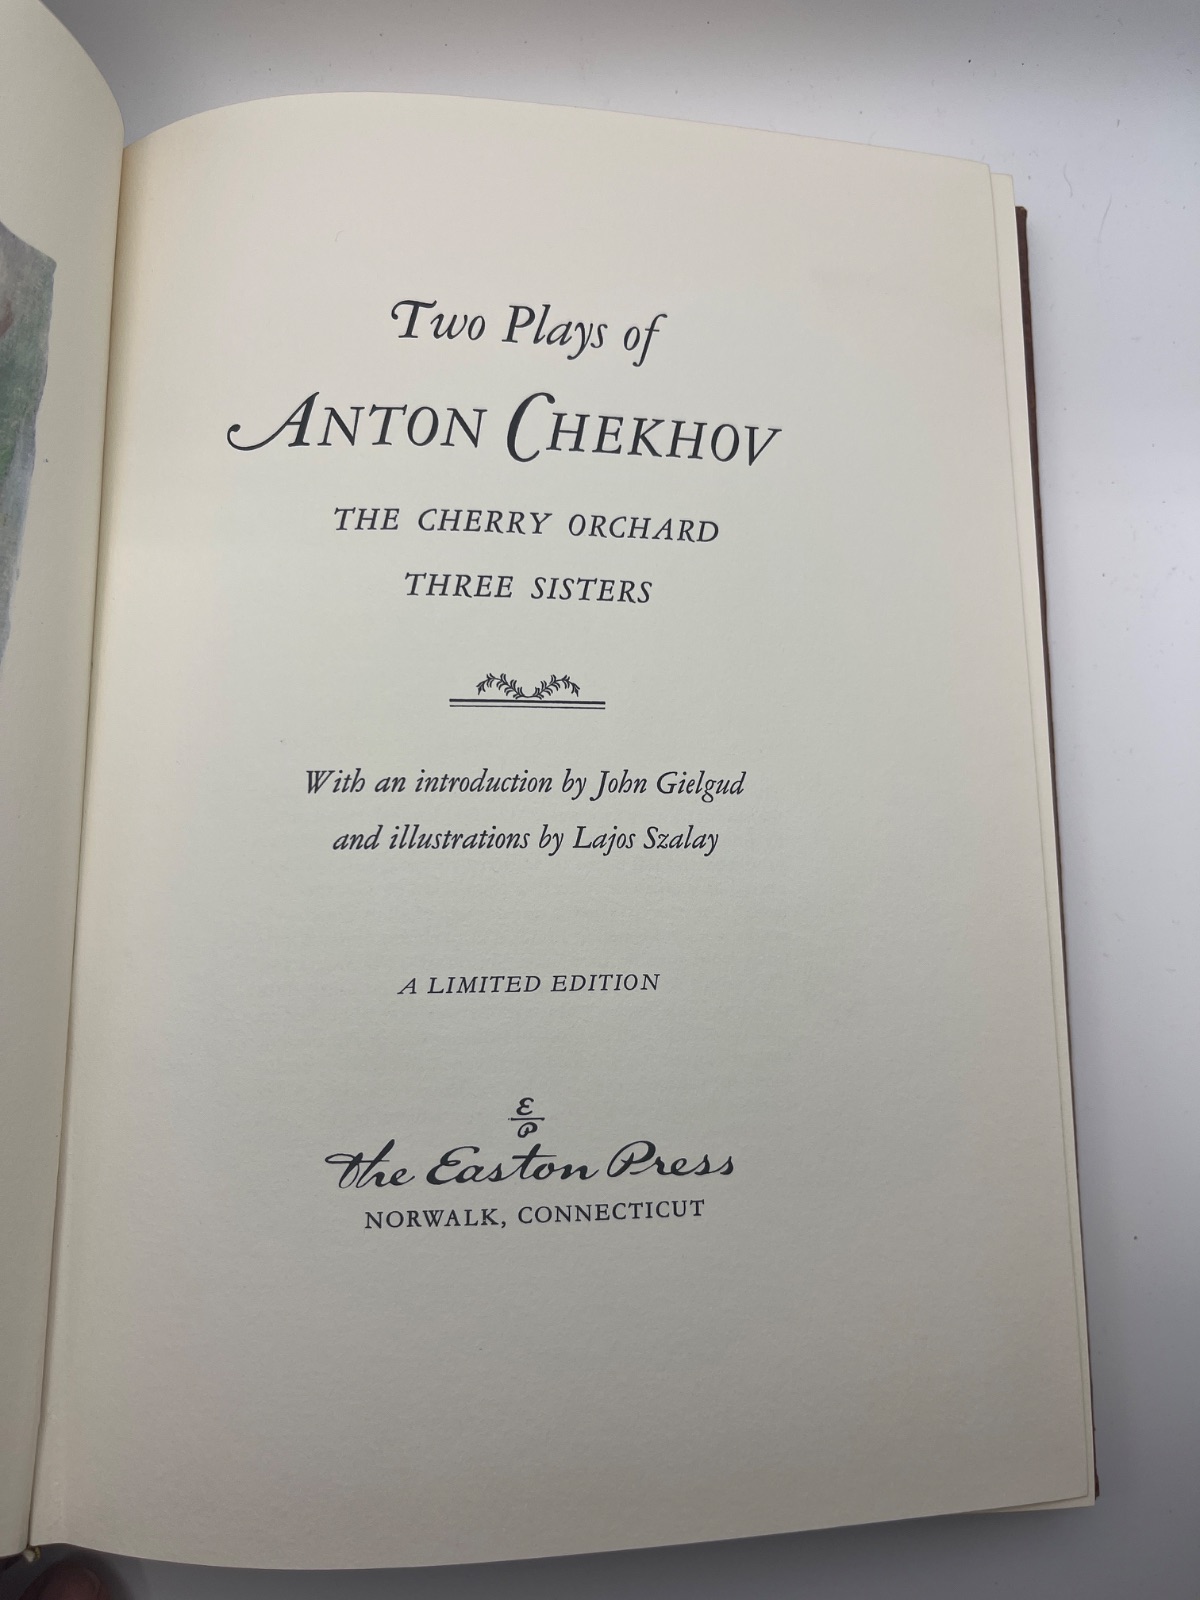 Two Plays of
ANTON CHEKHOV
THE CHERRY ORCHARD
THREE SISTERS
With an introduction by John Gielgud
and illustrations by Lajos Szalay
A LIMITED EDITION
E
P
The Easton Press
NORWALK, CONNECTICUT